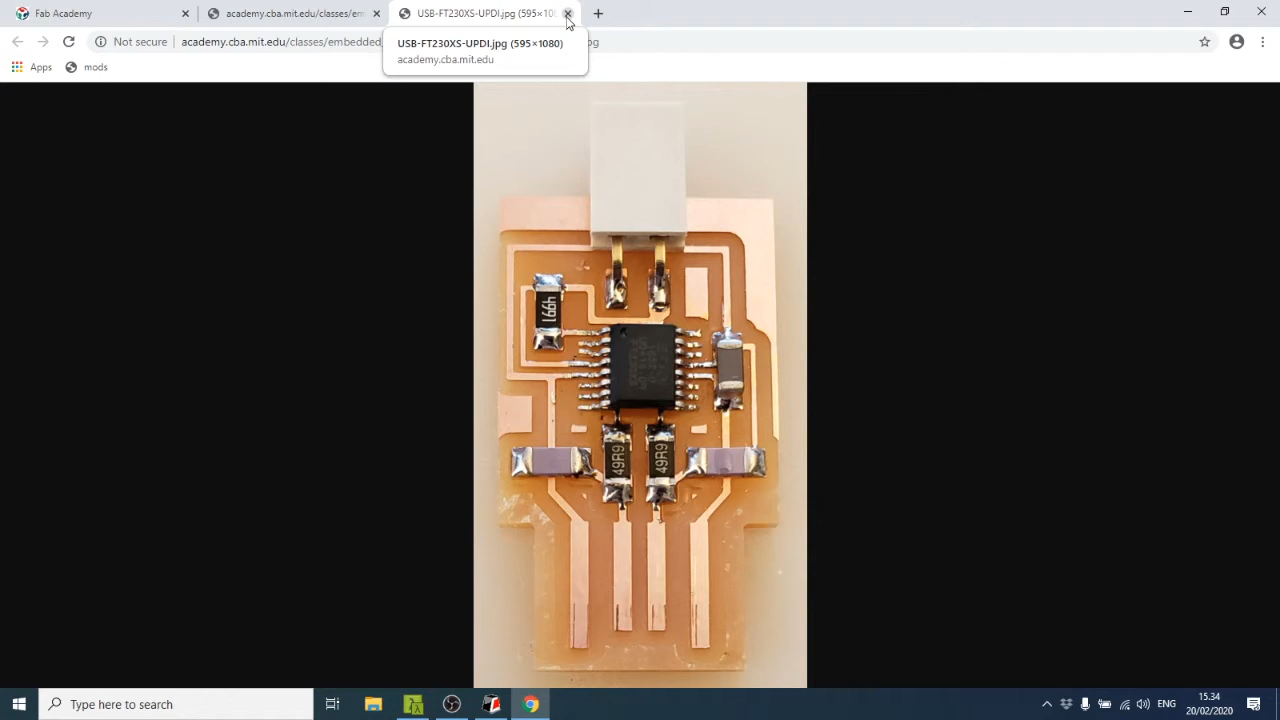 Fab Academy
academy.cba.mit.edu/classes/em
USB-FT230XS-UPDI.jpg (595×10
Not secure
academy.cba.mit.edu/classes/embedded
pg
USB-FT230XS-UPDI.jpg (595×1080)
academy.cba.mit.edu
Apps
mods
4991
49R9
49R9
Type here to search
ENG
15.34
20/02/2020